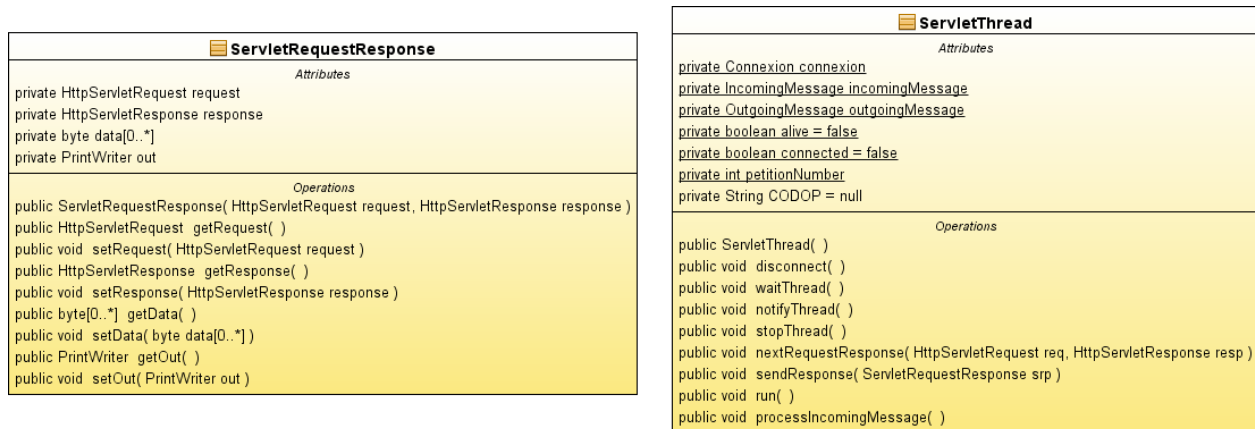 ServletRequestResponse
Attributes
private HttpServletRequest request
private HttpServletResponse response
private byte data[0..*]
private PrintWriter out
Operations
public ServletRequestResponse( HttpServletRequest request, HttpServletResponse response )
public HttpServletRequest getRequest( )
public void setRequest( HttpServletRequest request )
public HttpServletResponse getResponse( )
public void setResponse( HttpServletResponse response )
public byte[0..*] getData( )
public void setData( byte data[0..*] )
public PrintWriter getOut( )
public void setOut( PrintWriter out )
ServletThread
Attributes
private Connexion connexion
private IncomingMessage incomingMessage
private OutgoingMessage outgoingMessage
private boolean alive = false
private boolean connected = false
private int petitionNumber
private String CODOP = null
Operations
public ServletThread( )
public void disconnect( )
public void waitThread( )
public void notifyThread( )
public void stopThread( )
public void nextRequestResponse( HttpServletRequest req, HttpServletResponse resp )
public void sendResponse( ServletRequestResponse srp )
public void run( )
public void processIncomingMessage( )